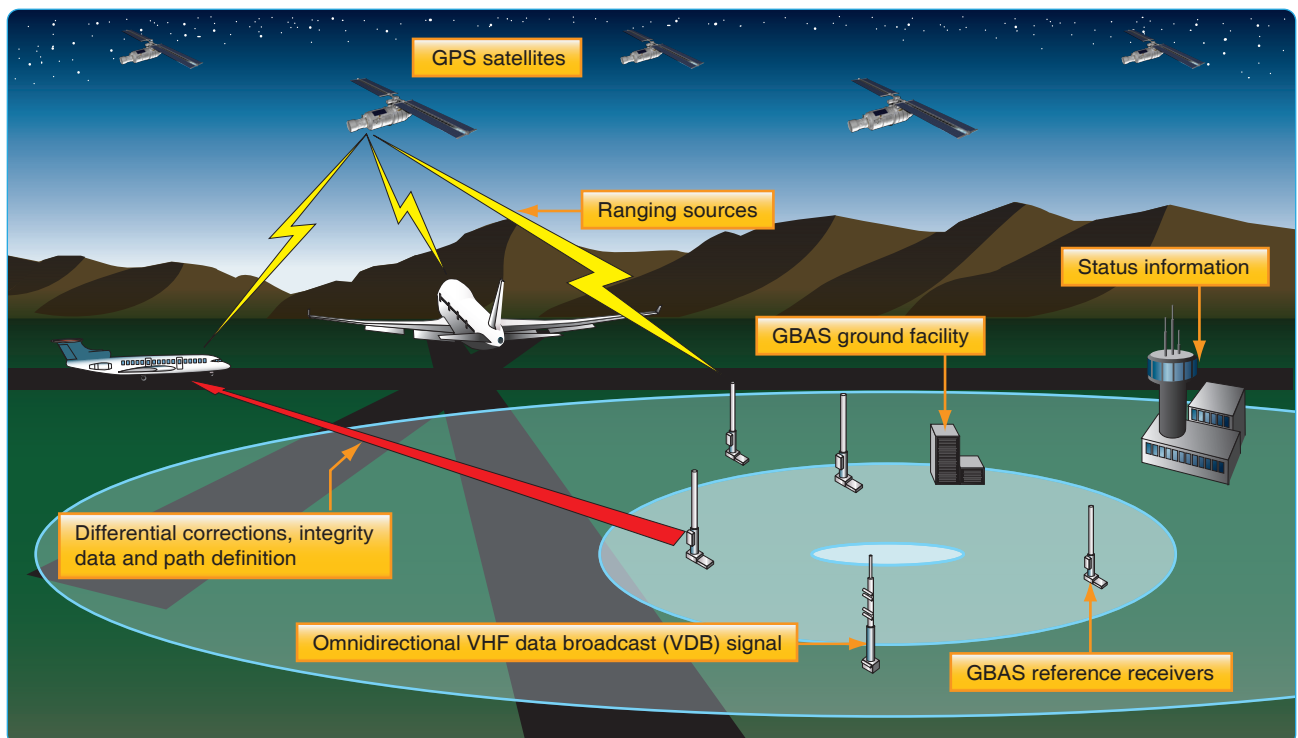 GPS satellites
Ranging sources
Status information
GBAS ground facility
Differential corrections, integrity
data and path definition
Omnidirectional VHF data broadcast (VDB) signal
GBAS reference receivers